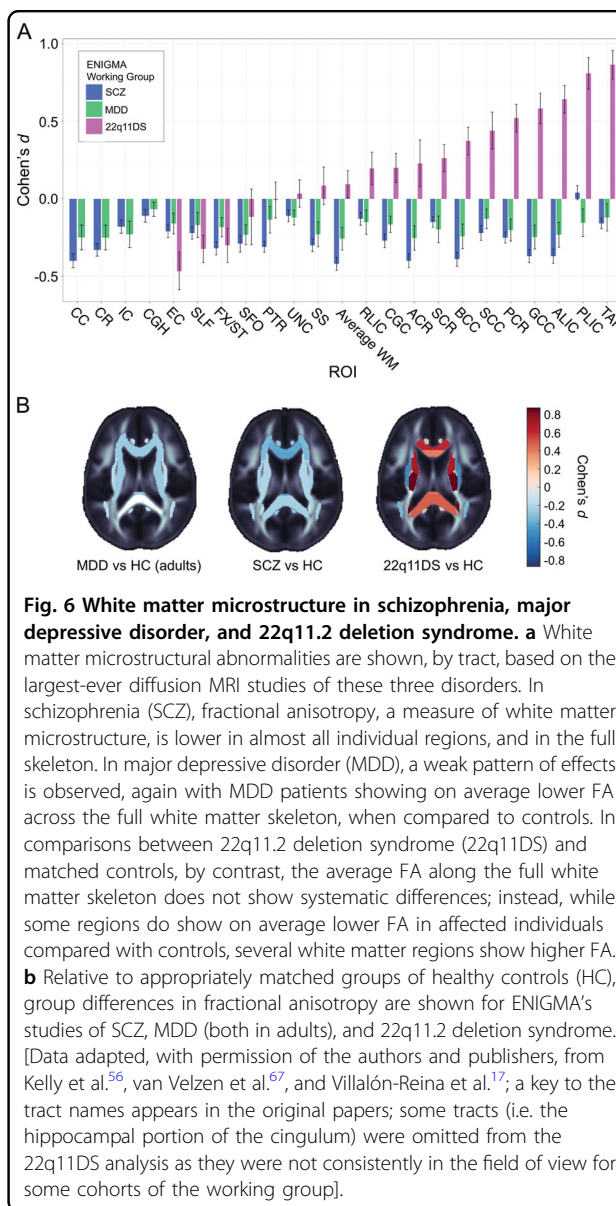 A
1.0
0.5
0.0
-0.5
Cohen's d
ENIGMA
Working Group
SCZ
MDD
22q11DS
CC
CR
IC
CGH
EC
SLF
FX/ST
SFO
PTR
UNC
SS
Average WM
RLIC
CGC
ACR
SCR
BCC
SCC
PCR
GCC
ALIC
PLIC
TAP
ROI
B
0.8
0.6
0.4
0.2
0
-0.2
-0.4
-0.6
-0.8
Cohen's d
MDD vs HC (adults)
SCZ vs HC
22q11DS vs HC
Fig. 6 White matter microstructure in schizophrenia, major
depressive disorder, and 22q11.2 deletion syndrome. a White
matter microstructural abnormalities are shown, by tract, based on the
largest-ever diffusion MRI studies of these three disorders. In
schizophrenia (SCZ), fractional anisotropy, a measure of white matter
microstructure, is lower in almost all individual regions, and in the full
skeleton. In major depressive disorder (MDD), a weak pattern of effects
is observed, again with MDD patients showing on average lower FA
across the full white matter skeleton, when compared to controls. In
comparisons between 22q11.2 deletion syndrome (22q11DS) and
matched controls, by contrast, the average FA along the full white
matter skeleton does not show systematic differences; instead, while
some regions do show on average lower FA in affected individuals
compared with controls, several white matter regions show higher FA.
b Relative to appropriately matched groups of healthy controls (HC),
group differences in fractional anisotropy are shown for ENIGMA's
studies of SCZ, MDD (both in adults), and 22q11.2 deletion syndrome.
[Data adapted, with permission of the authors and publishers, from
Kelly et al.56, van Velzen et al.67, and Villalón-Reina et al.17; a key to the
tract names appears in the original papers; some tracts (i.e. the
hippocampal portion of the cingulum) were omitted from the
22q11DS analysis as they were not consistently in the field of view for
some cohorts of the working group].